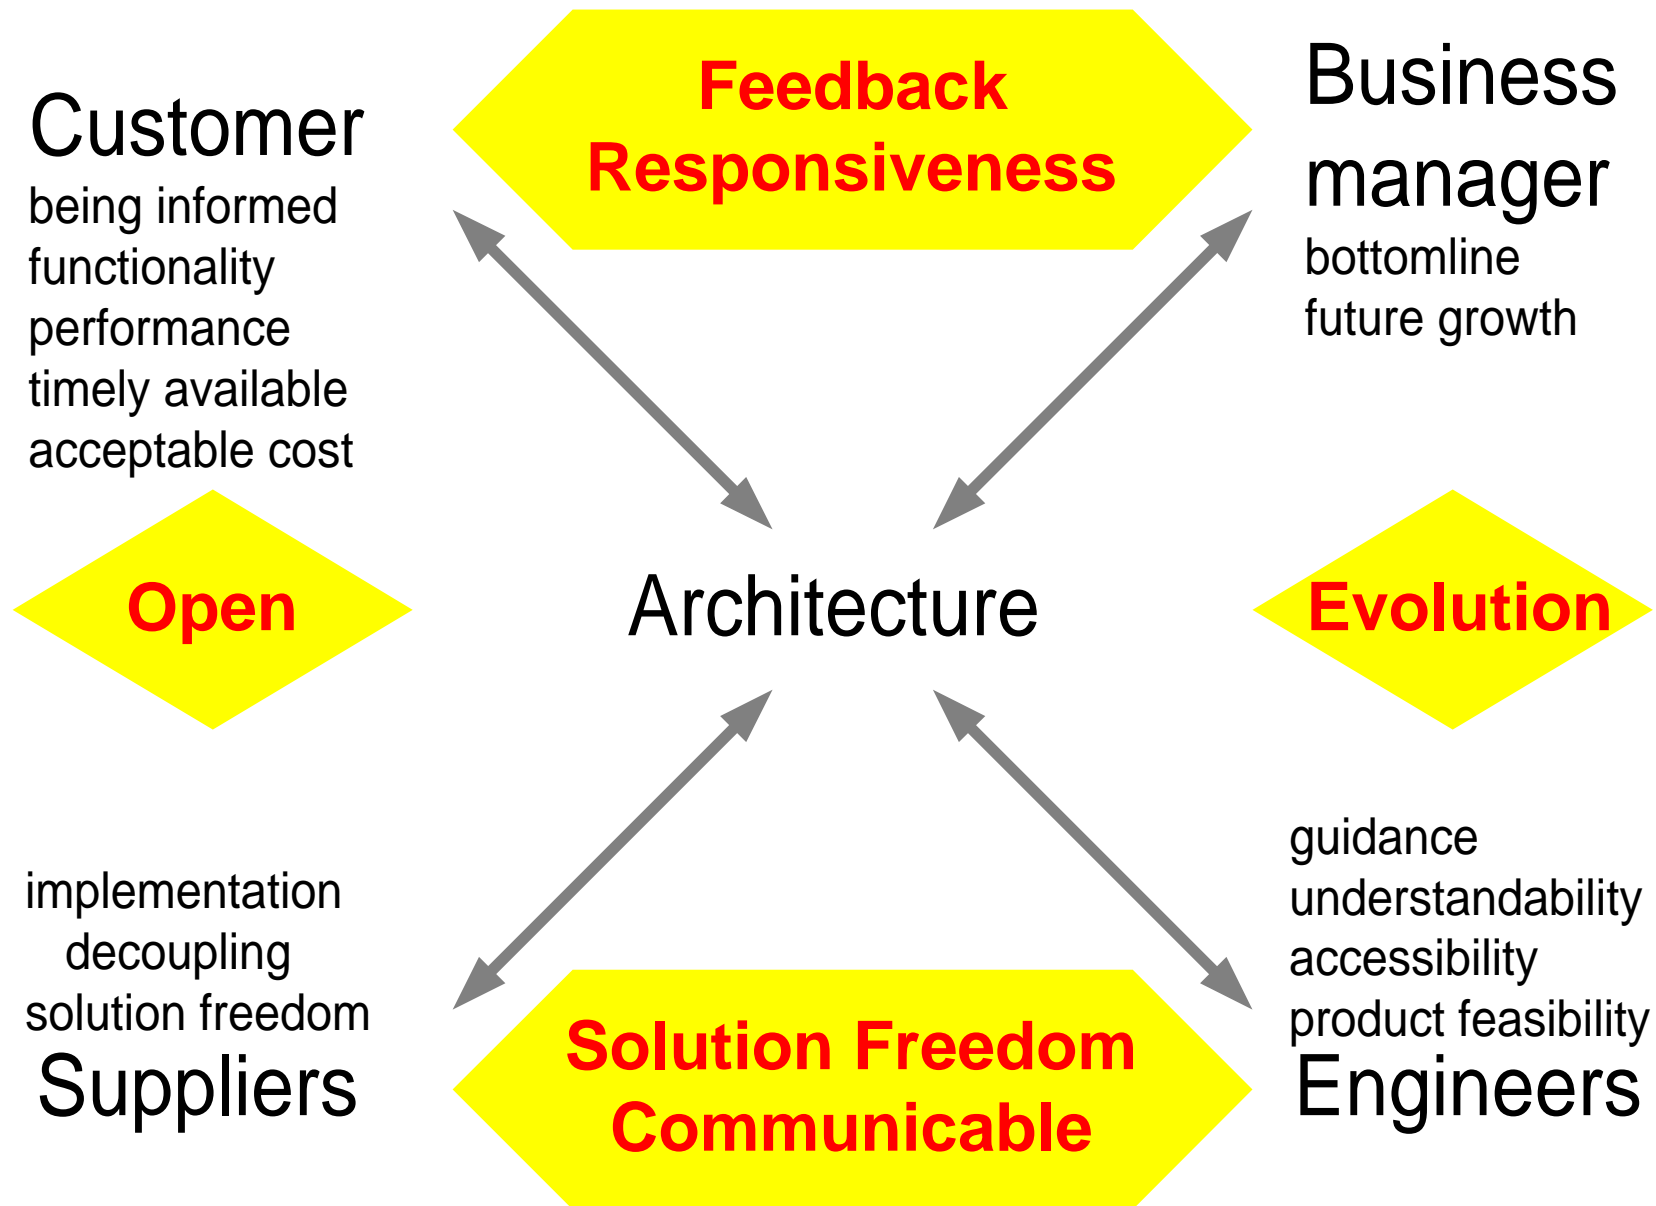 Feedback
Responsiveness
Customer
being informed
functionality
performance
timely available
acceptable cost
Business
manager
bottomline
future growth
Open
Architecture
Evolution
implementation
decoupling
solution freedom
Suppliers
guidance
understandability
accessibility
product feasibility
Engineers
Solution Freedom
Communicable